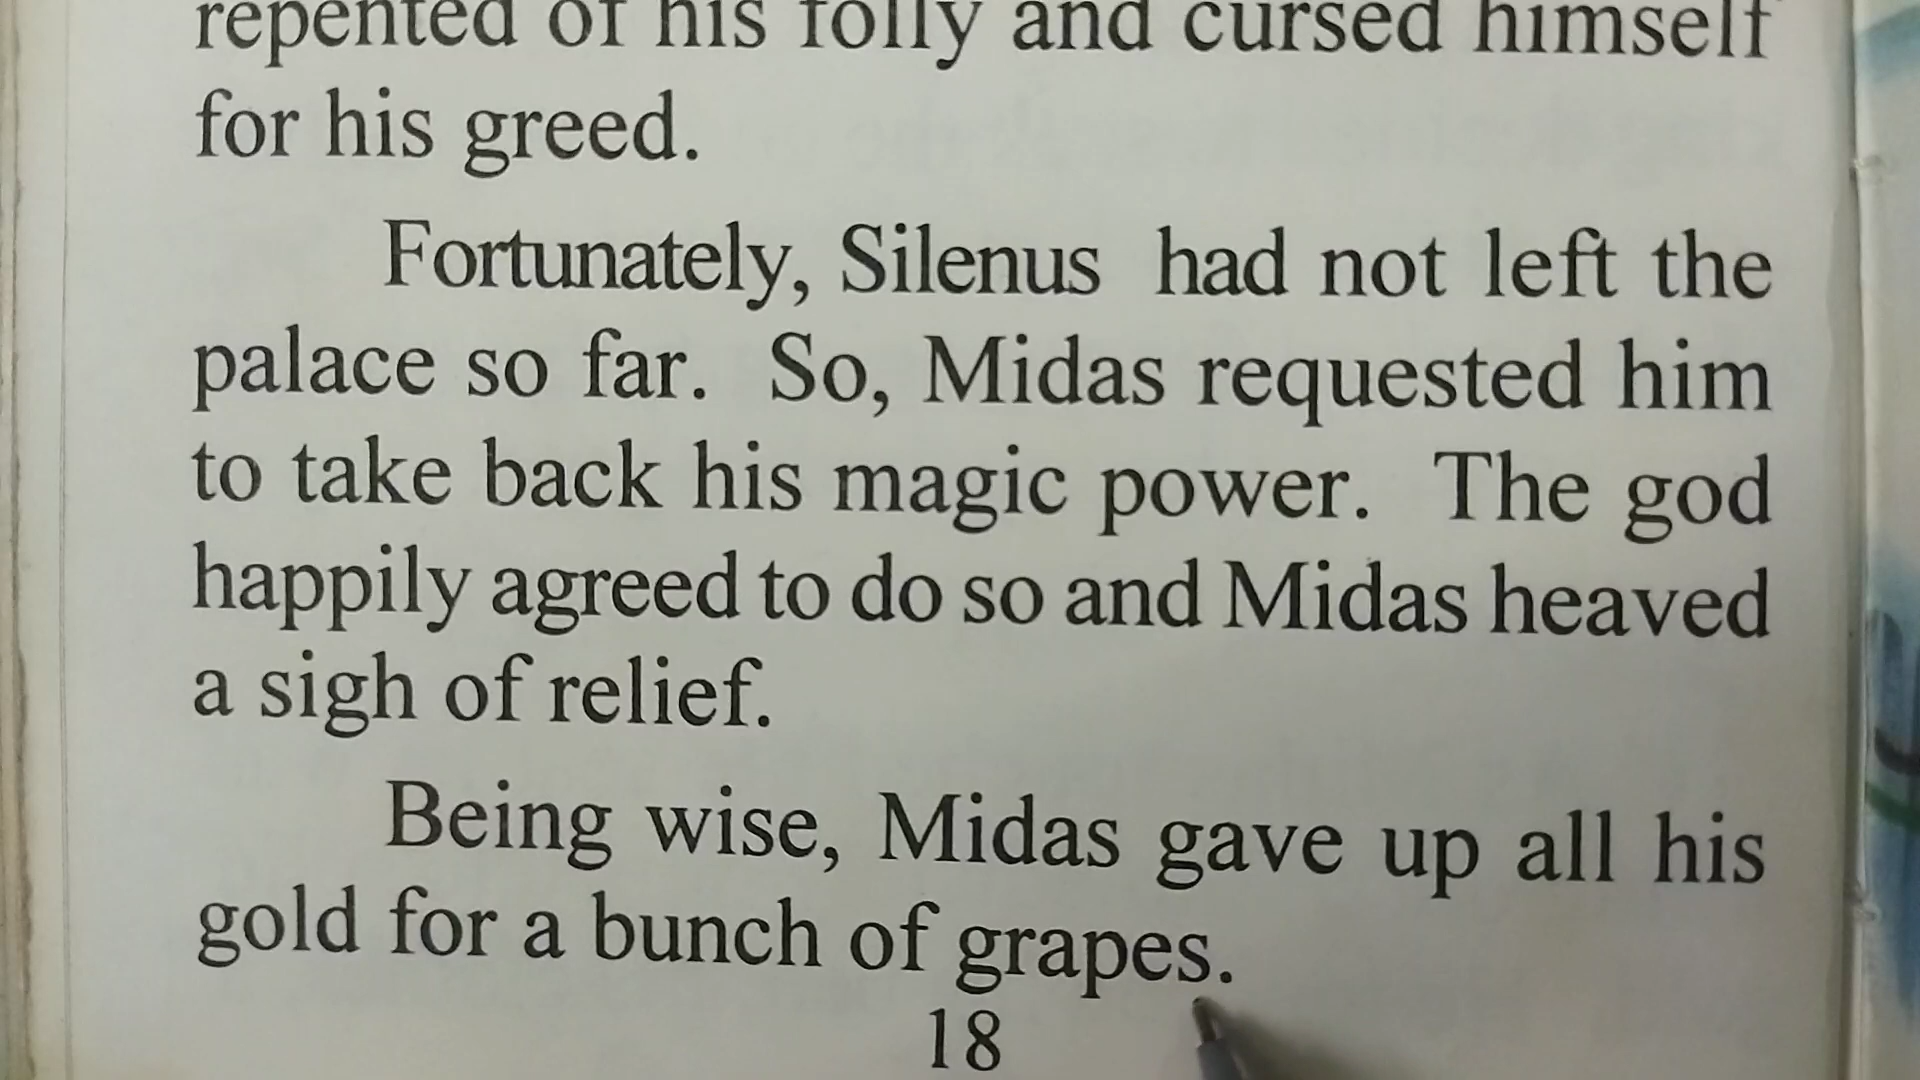 repented of his folly and cursed himself
for his greed.
Fortunately, Silenus had not left the
palace so far. So, Midas requested him
to take back his magic power. The god
happily agreed to do so and Midas heaved
a sigh of relief.
Being wise, Midas gave up all his
gold for a bunch of grapes.
18